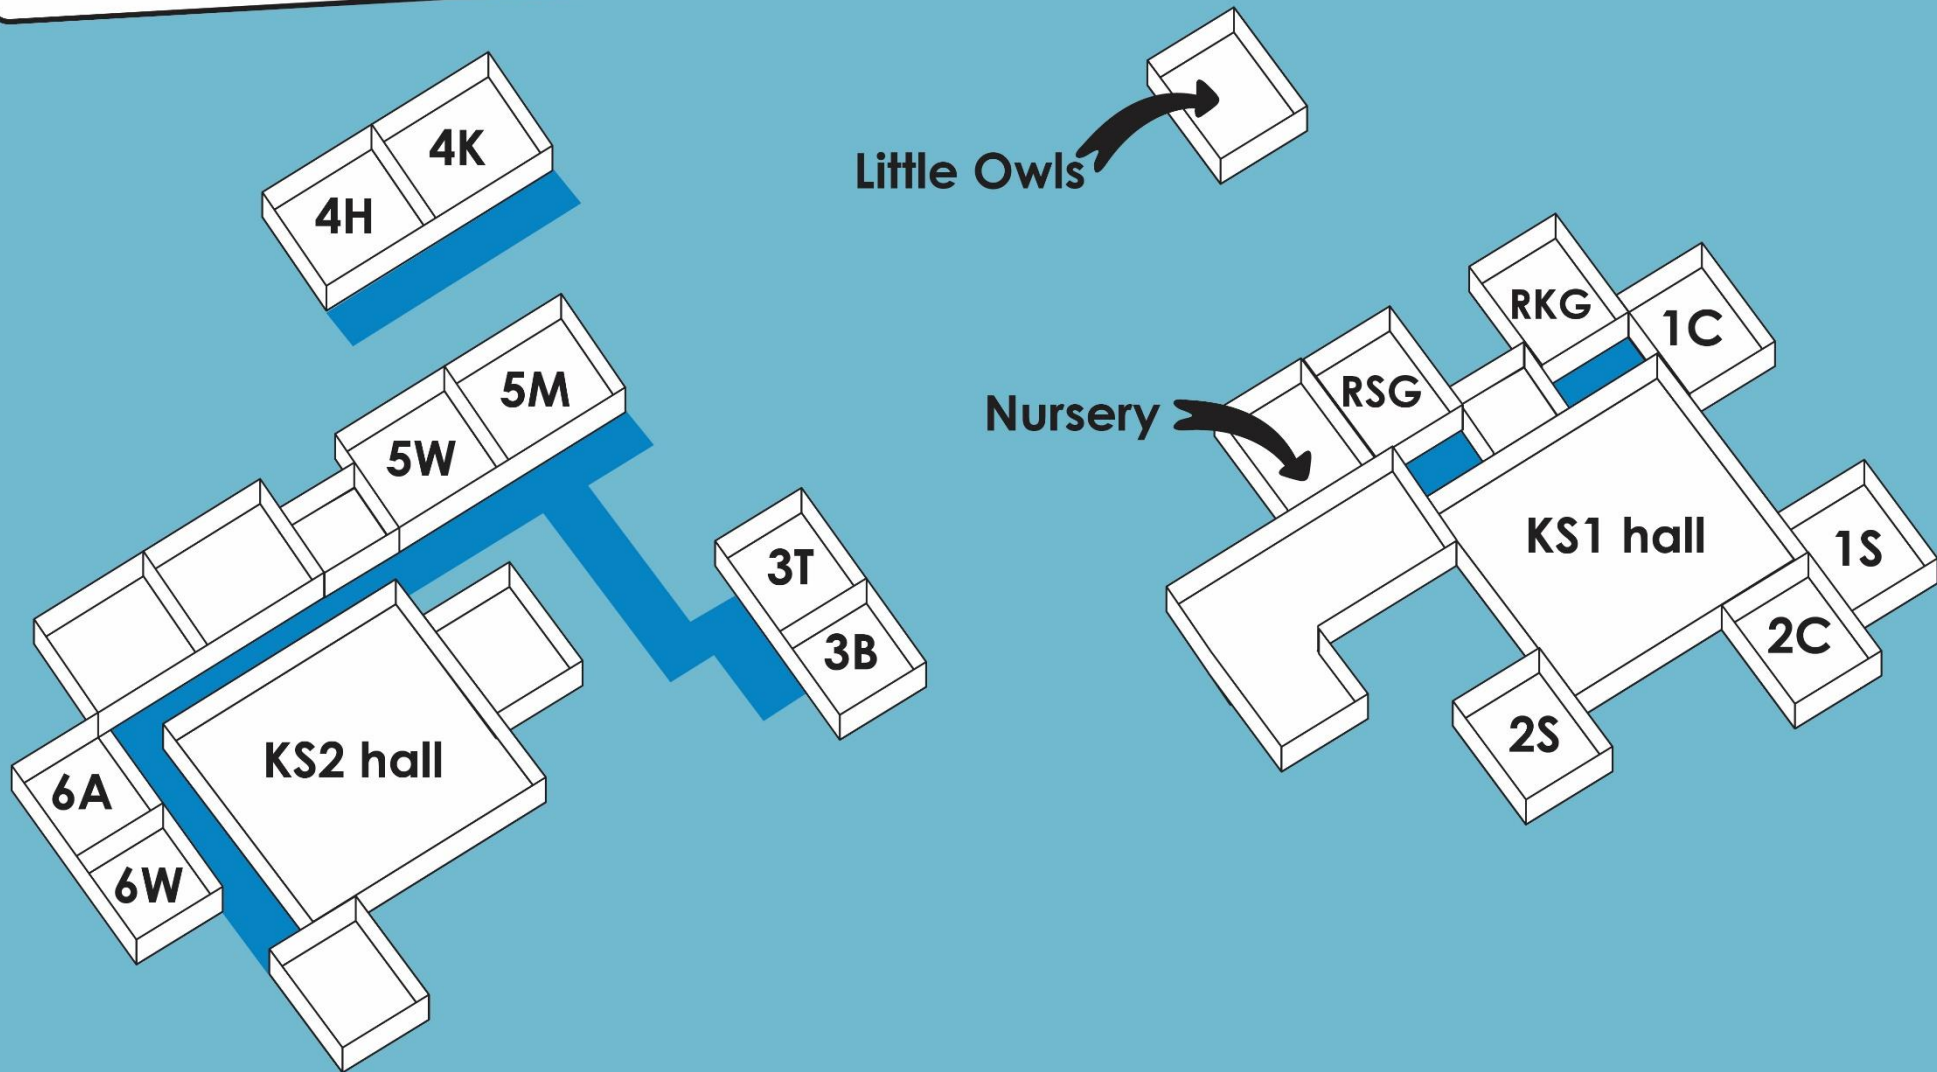 4K
4H
Little Owls
RKG
1C
5M
RSG
Nursery
5W
KS1 hall
1S
3T
3B
2C
2S
KS2 hall
6A
6W